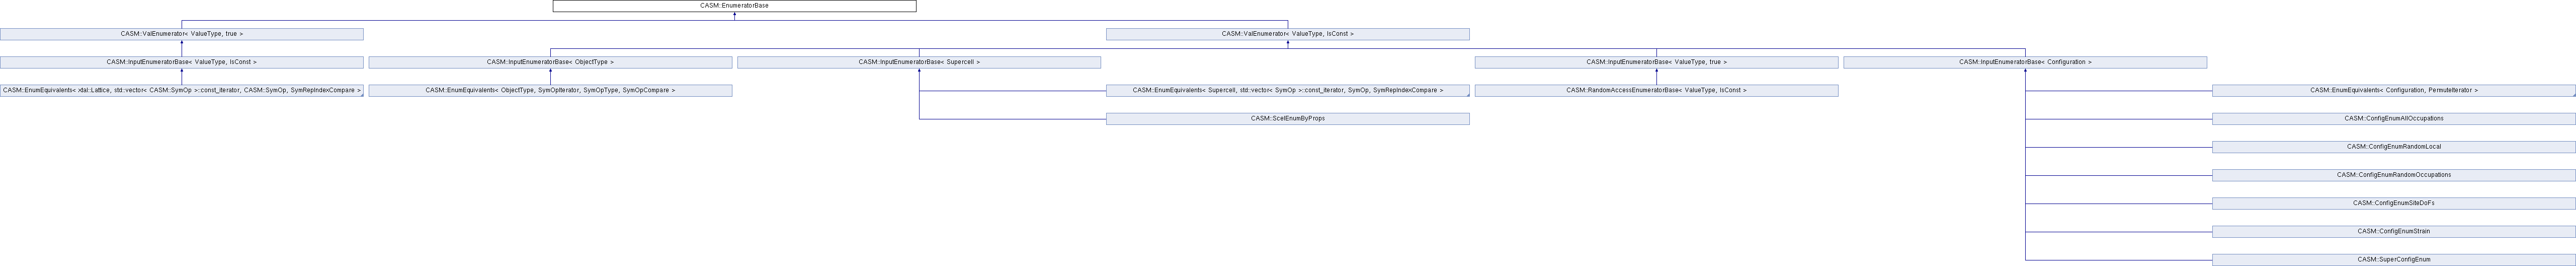 CASM::EnumeratorBase
CASM::ValEnumerator< ValueType, true >
CASM::ValEnumerator< ValueType, IsConst >
CASM::InputEnumeratorBase< ValueType, IsConst >
CASM::InputEnumeratorBase< ObjectType >
CASM::InputEnumeratorBase< Supercell >
CASM::InputEnumeratorBase< ValueType, true >
CASM::InputEnumeratorBase< Configuration >
CASM::EnumEquivalents< xtal::Lattice, std::vector< CASM::SymOp >::const_iterator, CASM::SymOp, SymRepIndexCompare >
CASM::EnumEquivalents< ObjectType, SymOpIterator, SymOpType, SymOpCompare >
CASM::EnumEquivalents< Supercell, std::vector< SymOp >::const_iterator, SymOp, SymRepIndexCompare >
CASM::RandomAccessEnumeratorBase< ValueType, IsConst >
CASM::EnumEquivalents< Configuration, PermuteIterator >
CASM::ScelEnumByProps
CASM::ConfigEnumAllOccupations
CASM::ConfigEnumRandomLocal
CASM::ConfigEnumRandomOccupations
CASM::ConfigEnumSiteDoFs
CASM::ConfigEnumStrain
CASM::SuperConfigEnum